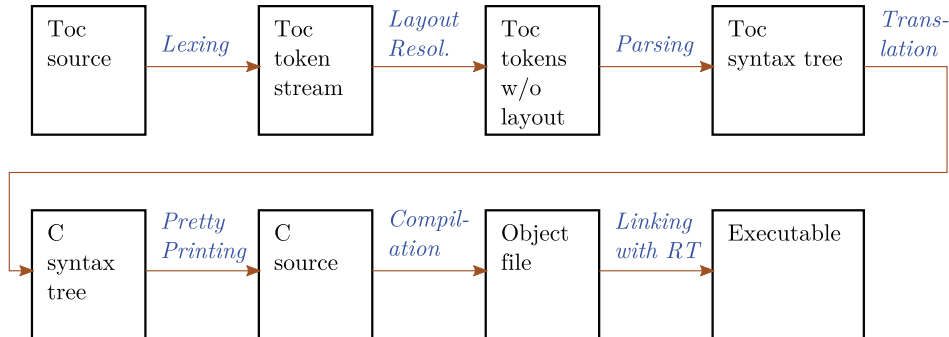 Toc
source
Lexing
Toc
token
stream
Layout
Resol.
Toc
tokens
w/o
layout
Parsing
Toc
syntax tree
Trans-
lation
C
syntax
tree
Pretty
Printing
C
source
Compil-
ation
Object
file
Linking
with RT
Executable